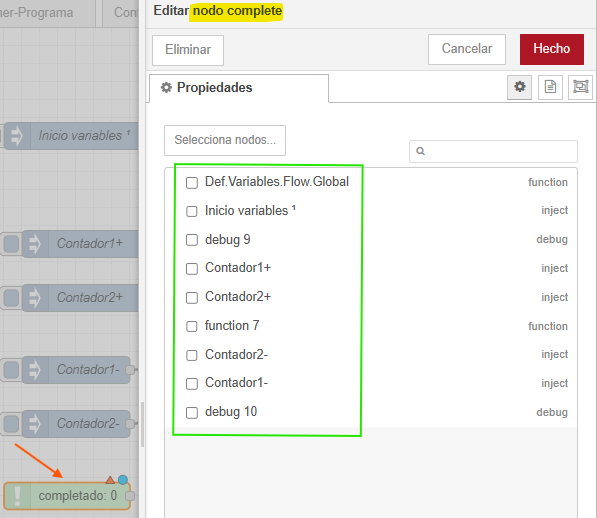 Editar nodo complete
er-Programa
Con
Eliminar
Cancelar
Hecho
Propiedades
Selecciona nodos...
Def.Variables.Flow.Global function
Inicio variables ¹ inject
debug 9 debug
Contador1+ inject
Contador2+ inject
function 7 function
Contador2- inject
Contador1- inject
debug 10 debug
Inicio variables ¹
Contador1+
Contador2+
Contador1-
Contador2-
completado: 0